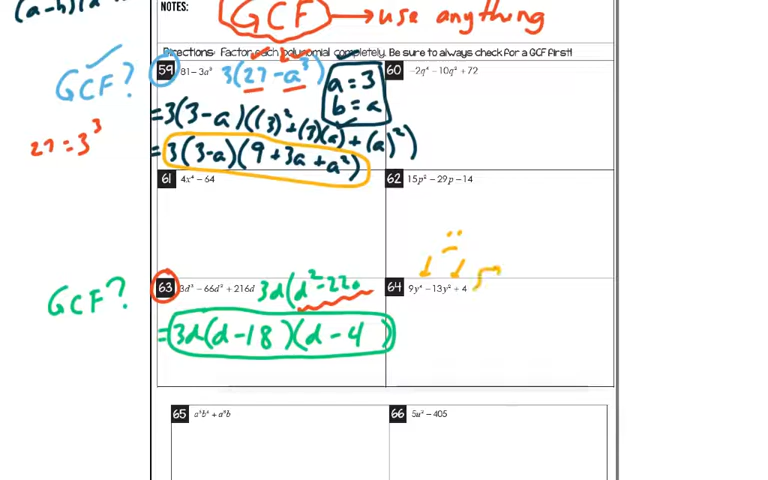 NOTES:
GCF → use anything
Directions: Factor each polynomial completely. Be sure to always check for a GCF first!
GCF?
59 81 – 3a³ 3(27 - a³)
a = 3
b = a
27 = 3³
= 3(3-a)((3)² + (3)(a) + (a)²)
= 3(3-a)(9 + 3a + a²)
60 –2q⁴ – 10q² + 72
61 4x⁴ – 64
62 15p² – 29p – 14
GCF?
63 3d³ – 66d² + 216d 3d(d² - 22
= 3d(d - 18)(d - 4)
64 9y⁴ – 13y² + 4
65
66 5u² – 405